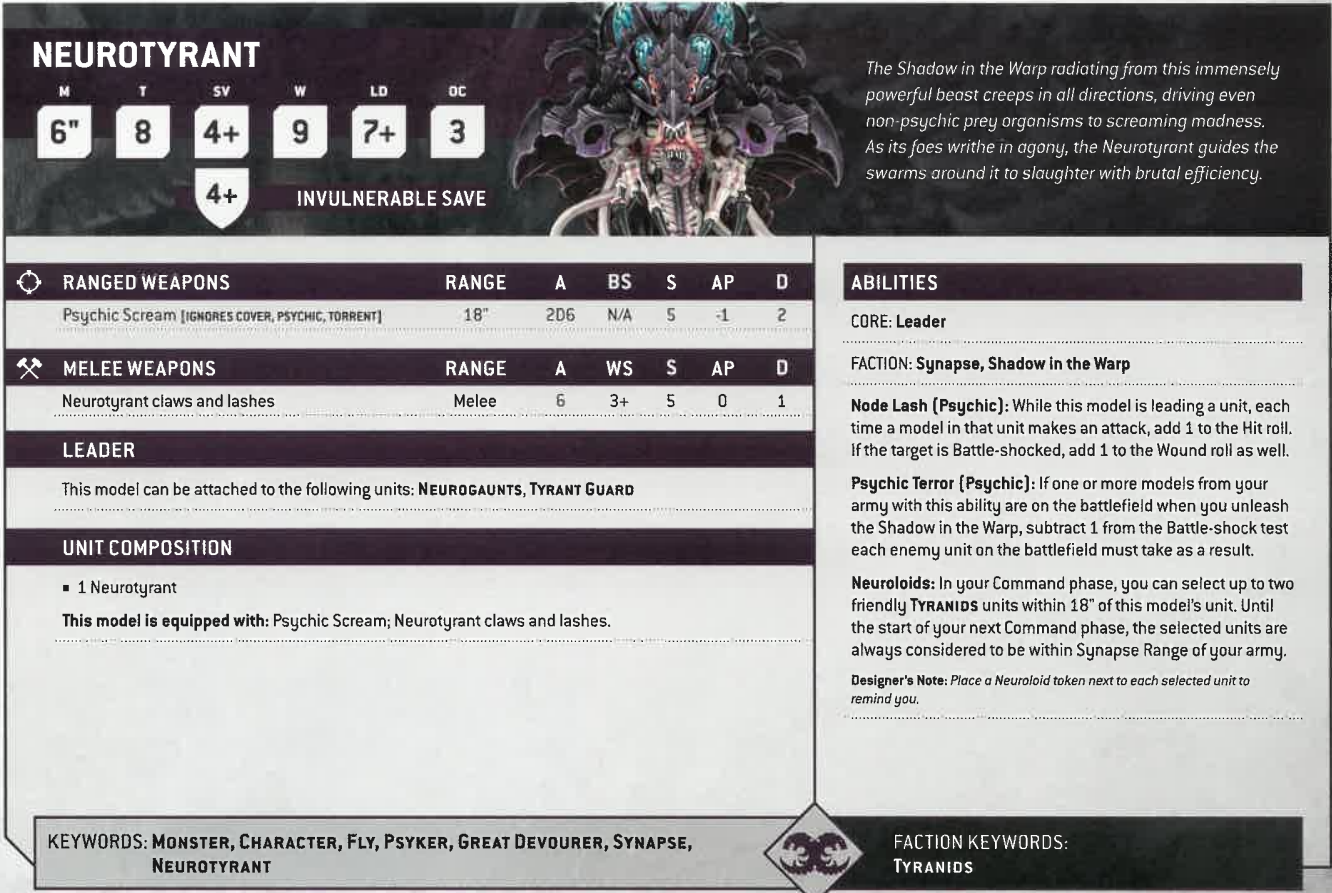 NEUROTYRANT
M T SV W LD OC
6" 8 4+ 9 7+ 3
4+ INVULNERABLE SAVE
The Shadow in the Warp radiating from this immensely
powerful beast creeps in all directions, driving even
non-psychic prey organisms to screaming madness.
As its foes writhe in agony, the Neurotyrant guides the
swarms around it to slaughter with brutal efficiency.
RANGED WEAPONS RANGE A BS S AP D
Psychic Scream [IGNORES COVER, PSYCHIC, TORRENT] 18" 2D6 N/A 5 -1 2
MELEE WEAPONS RANGE A WS S AP D
Neurotyrant claws and lashes Melee 6 3+ 5 0 1
LEADER
This model can be attached to the following units: NEUROGAUNTS, TYRANT GUARD
UNIT COMPOSITION
▪ 1 Neurotyrant
This model is equipped with: Psychic Scream; Neurotyrant claws and lashes.
ABILITIES
CORE: Leader
FACTION: Synapse, Shadow in the Warp
Node Lash (Psychic): While this model is leading a unit, each
time a model in that unit makes an attack, add 1 to the Hit roll.
If the target is Battle-shocked, add 1 to the Wound roll as well.
Psychic Terror (Psychic): If one or more models from your
army with this ability are on the battlefield when you unleash
the Shadow in the Warp, subtract 1 from the Battle-shock test
each enemy unit on the battlefield must take as a result.
Neuroloids: In your Command phase, you can select up to two
friendly TYRANIDS units within 18" of this model's unit. Until
the start of your next Command phase, the selected units are
always considered to be within Synapse Range of your army.
Designer's Note: Place a Neuroloid token next to each selected unit to
remind you.
KEYWORDS: MONSTER, CHARACTER, FLY, PSYKER, GREAT DEVOURER, SYNAPSE,
NEUROTYRANT
FACTION KEYWORDS:
TYRANIDS